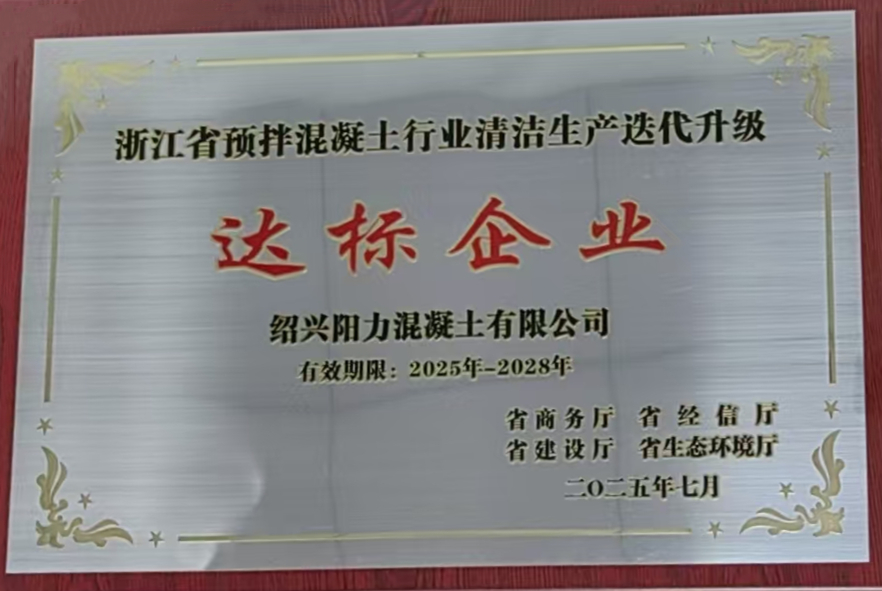 浙江省预拌混凝土行业清洁生产迭代升级
达标企业
绍兴阳力混凝土有限公司
有效期限：2025年-2028年
省商务厅 省经信厅
省建设厅 省生态环境厅
二〇二五年七月